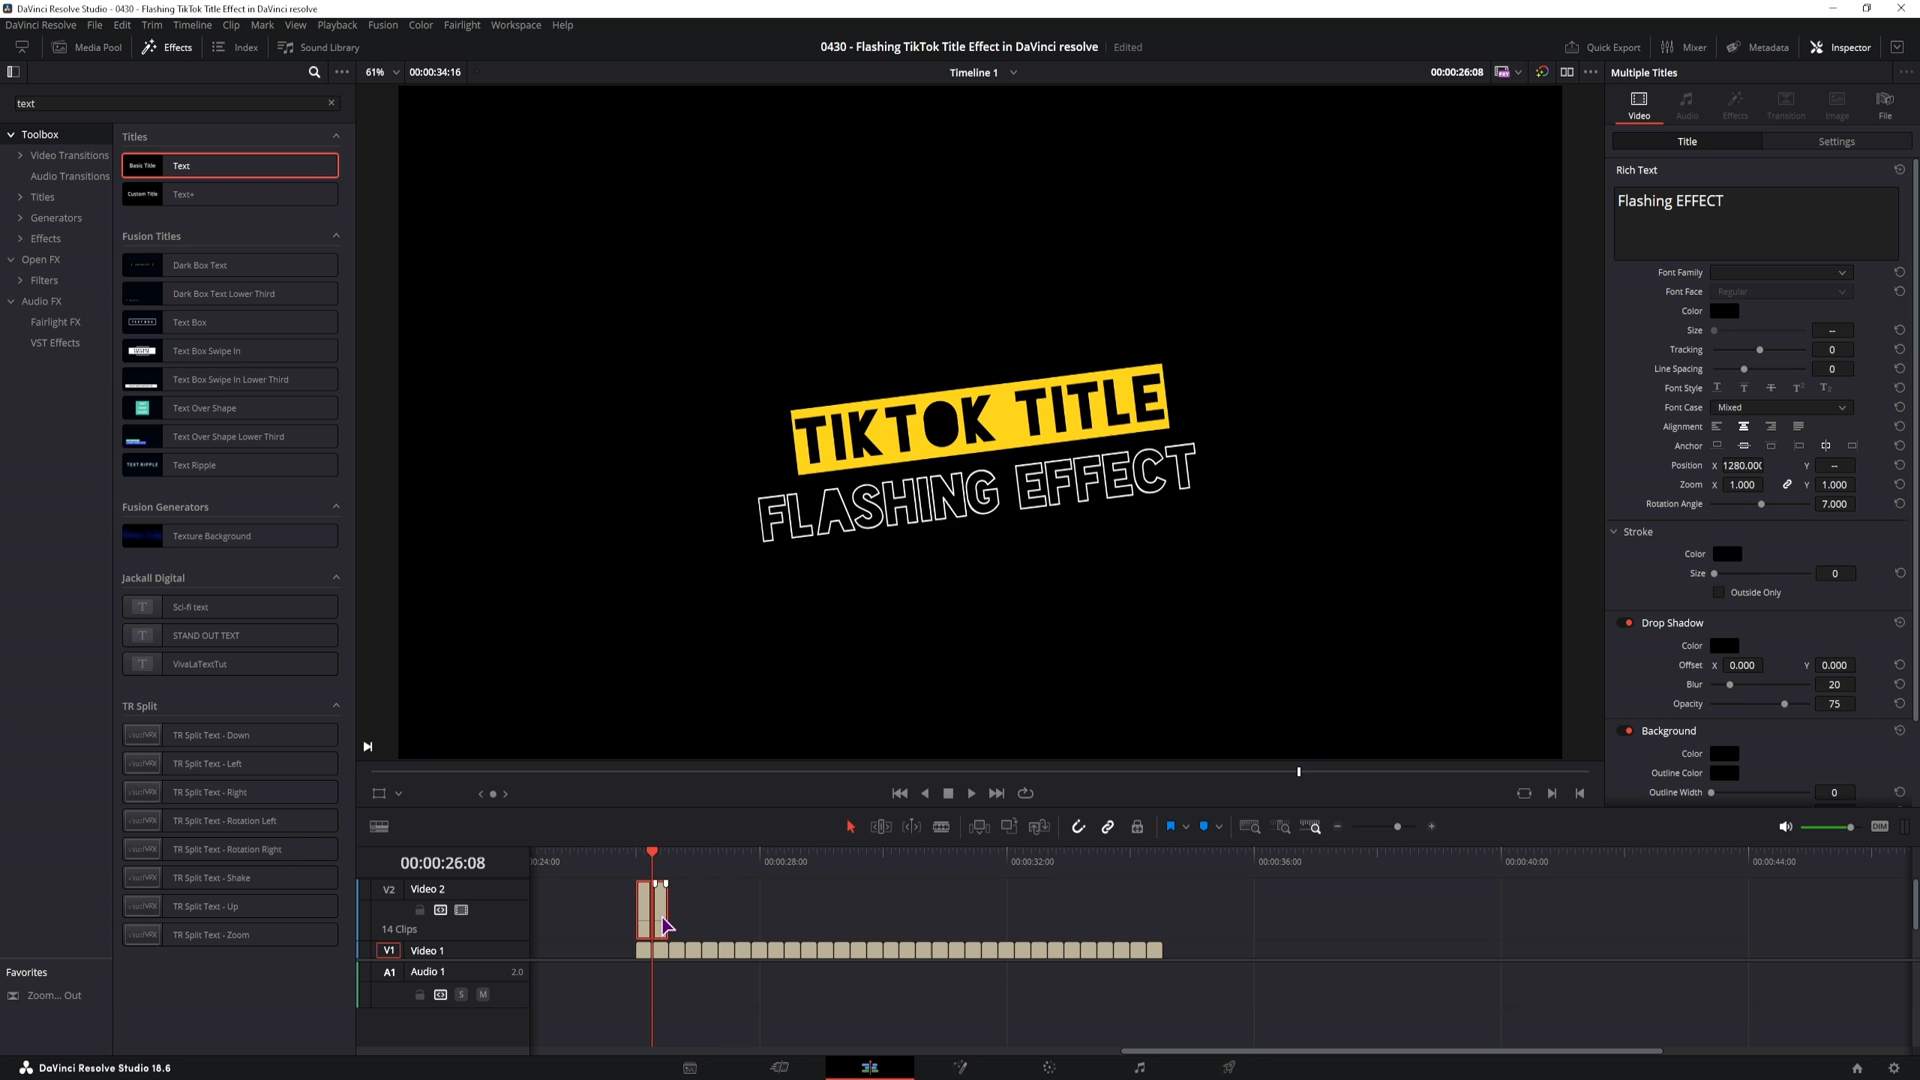 DaVinci Resolve Studio - 0430 - Flashing TikTok Title Effect in DaVinci resolve
DaVinci Resolve File Edit Trim Timeline Clip Mark View Playback Fusion Color Fairlight Workspace Help
Media Pool Effects Index Sound Library 0430 - Flashing TikTok Title Effect in DaVinci resolve Edited Quick Export Mixer Metadata Inspector
61% 00:00:34:16 Timeline 1 00:00:26:08 Multiple Titles
text
Video Audio Effects Transition Image File
Title Settings
Toolbox
Video Transitions
Audio Transitions
Titles
Generators
Effects
Open FX
Filters
Audio FX
Fairlight FX
VST Effects
Favorites
Zoom... Out
Titles
Basic Title Text
Custom Title Text+
Fusion Titles
Dark Box Text
Dark Box Text Lower Third
Text Box
Text Box Swipe In
Text Box Swipe In Lower Third
Text Over Shape
Text Over Shape Lower Third
TEXT RIPPLE Text Ripple
Fusion Generators
Texture Background
Jackall Digital
T Sci-fi text
T STAND OUT TEXT
T VivaLaTextTut
TR Split
TR Split Text - Down
TR Split Text - Left
TR Split Text - Right
TR Split Text - Rotation Left
TR Split Text - Rotation Right
TR Split Text - Shake
TR Split Text - Up
TR Split Text - Zoom
TIKTOK TITLE
FLASHING EFFECT
Rich Text
Flashing EFFECT
Font Family
Font Face Regular
Color
Size --
Tracking 0
Line Spacing 0
Font Style T T T T² T₂
Font Case Mixed
Alignment
Anchor
Position X 1280.000 Y --
Zoom X 1.000 Y 1.000
Rotation Angle 7.000
Stroke
Color
Size 0
Outside Only
Drop Shadow
Color
Offset X 0.000 Y 0.000
Blur 20
Opacity 75
Background
Color
Outline Color
Outline Width 0
DIM
00:00:26:08 00:24:00 00:00:28:00 00:00:32:00 00:00:36:00 00:00:40:00 00:00:44:00
V2 Video 2
14 Clips
V1 Video 1
A1 Audio 1 2.0
S M
DaVinci Resolve Studio 18.6